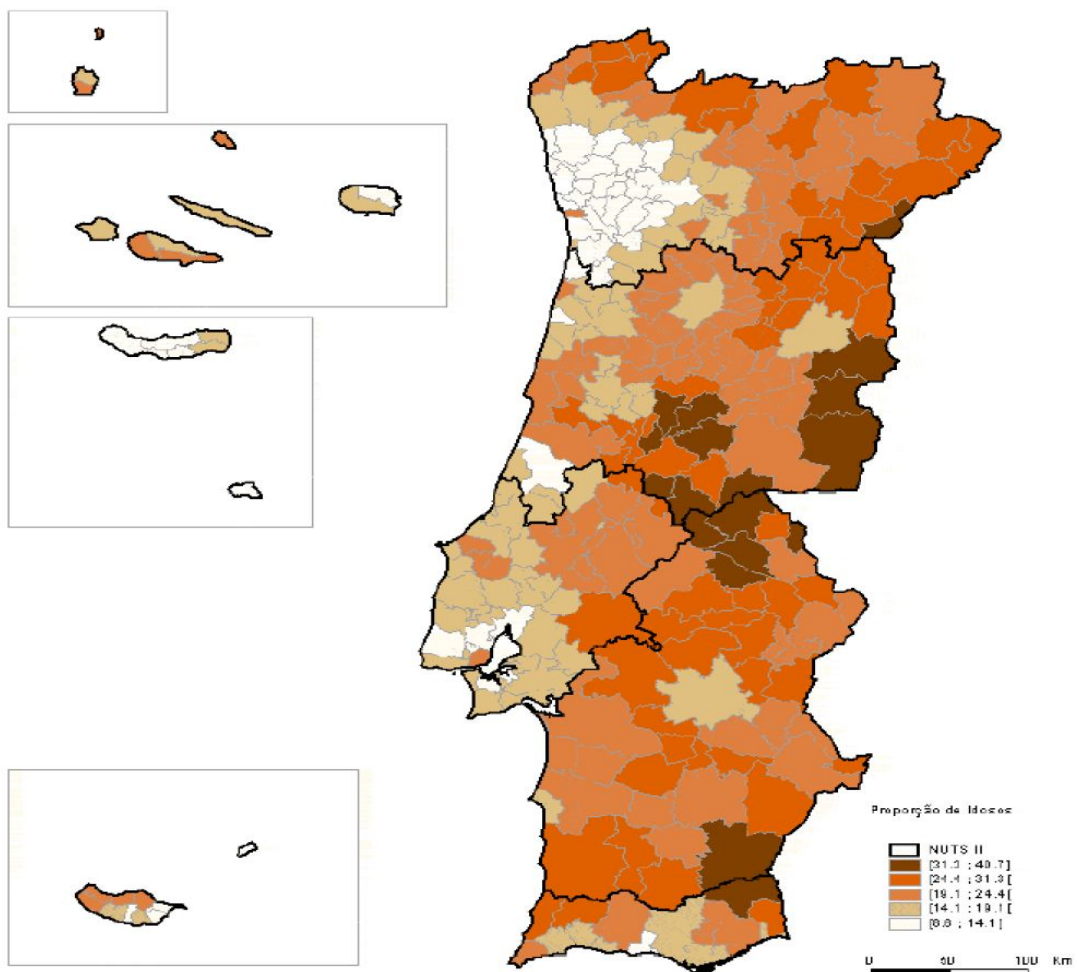 Proporção de Idosos
NUTS II
[31.3 ; 40.7]
[24.4 ; 31.3[
[19.1 ; 24.4[
[14.1 ; 19.1[
[8.8 ; 14.1]
0 50 100 Km